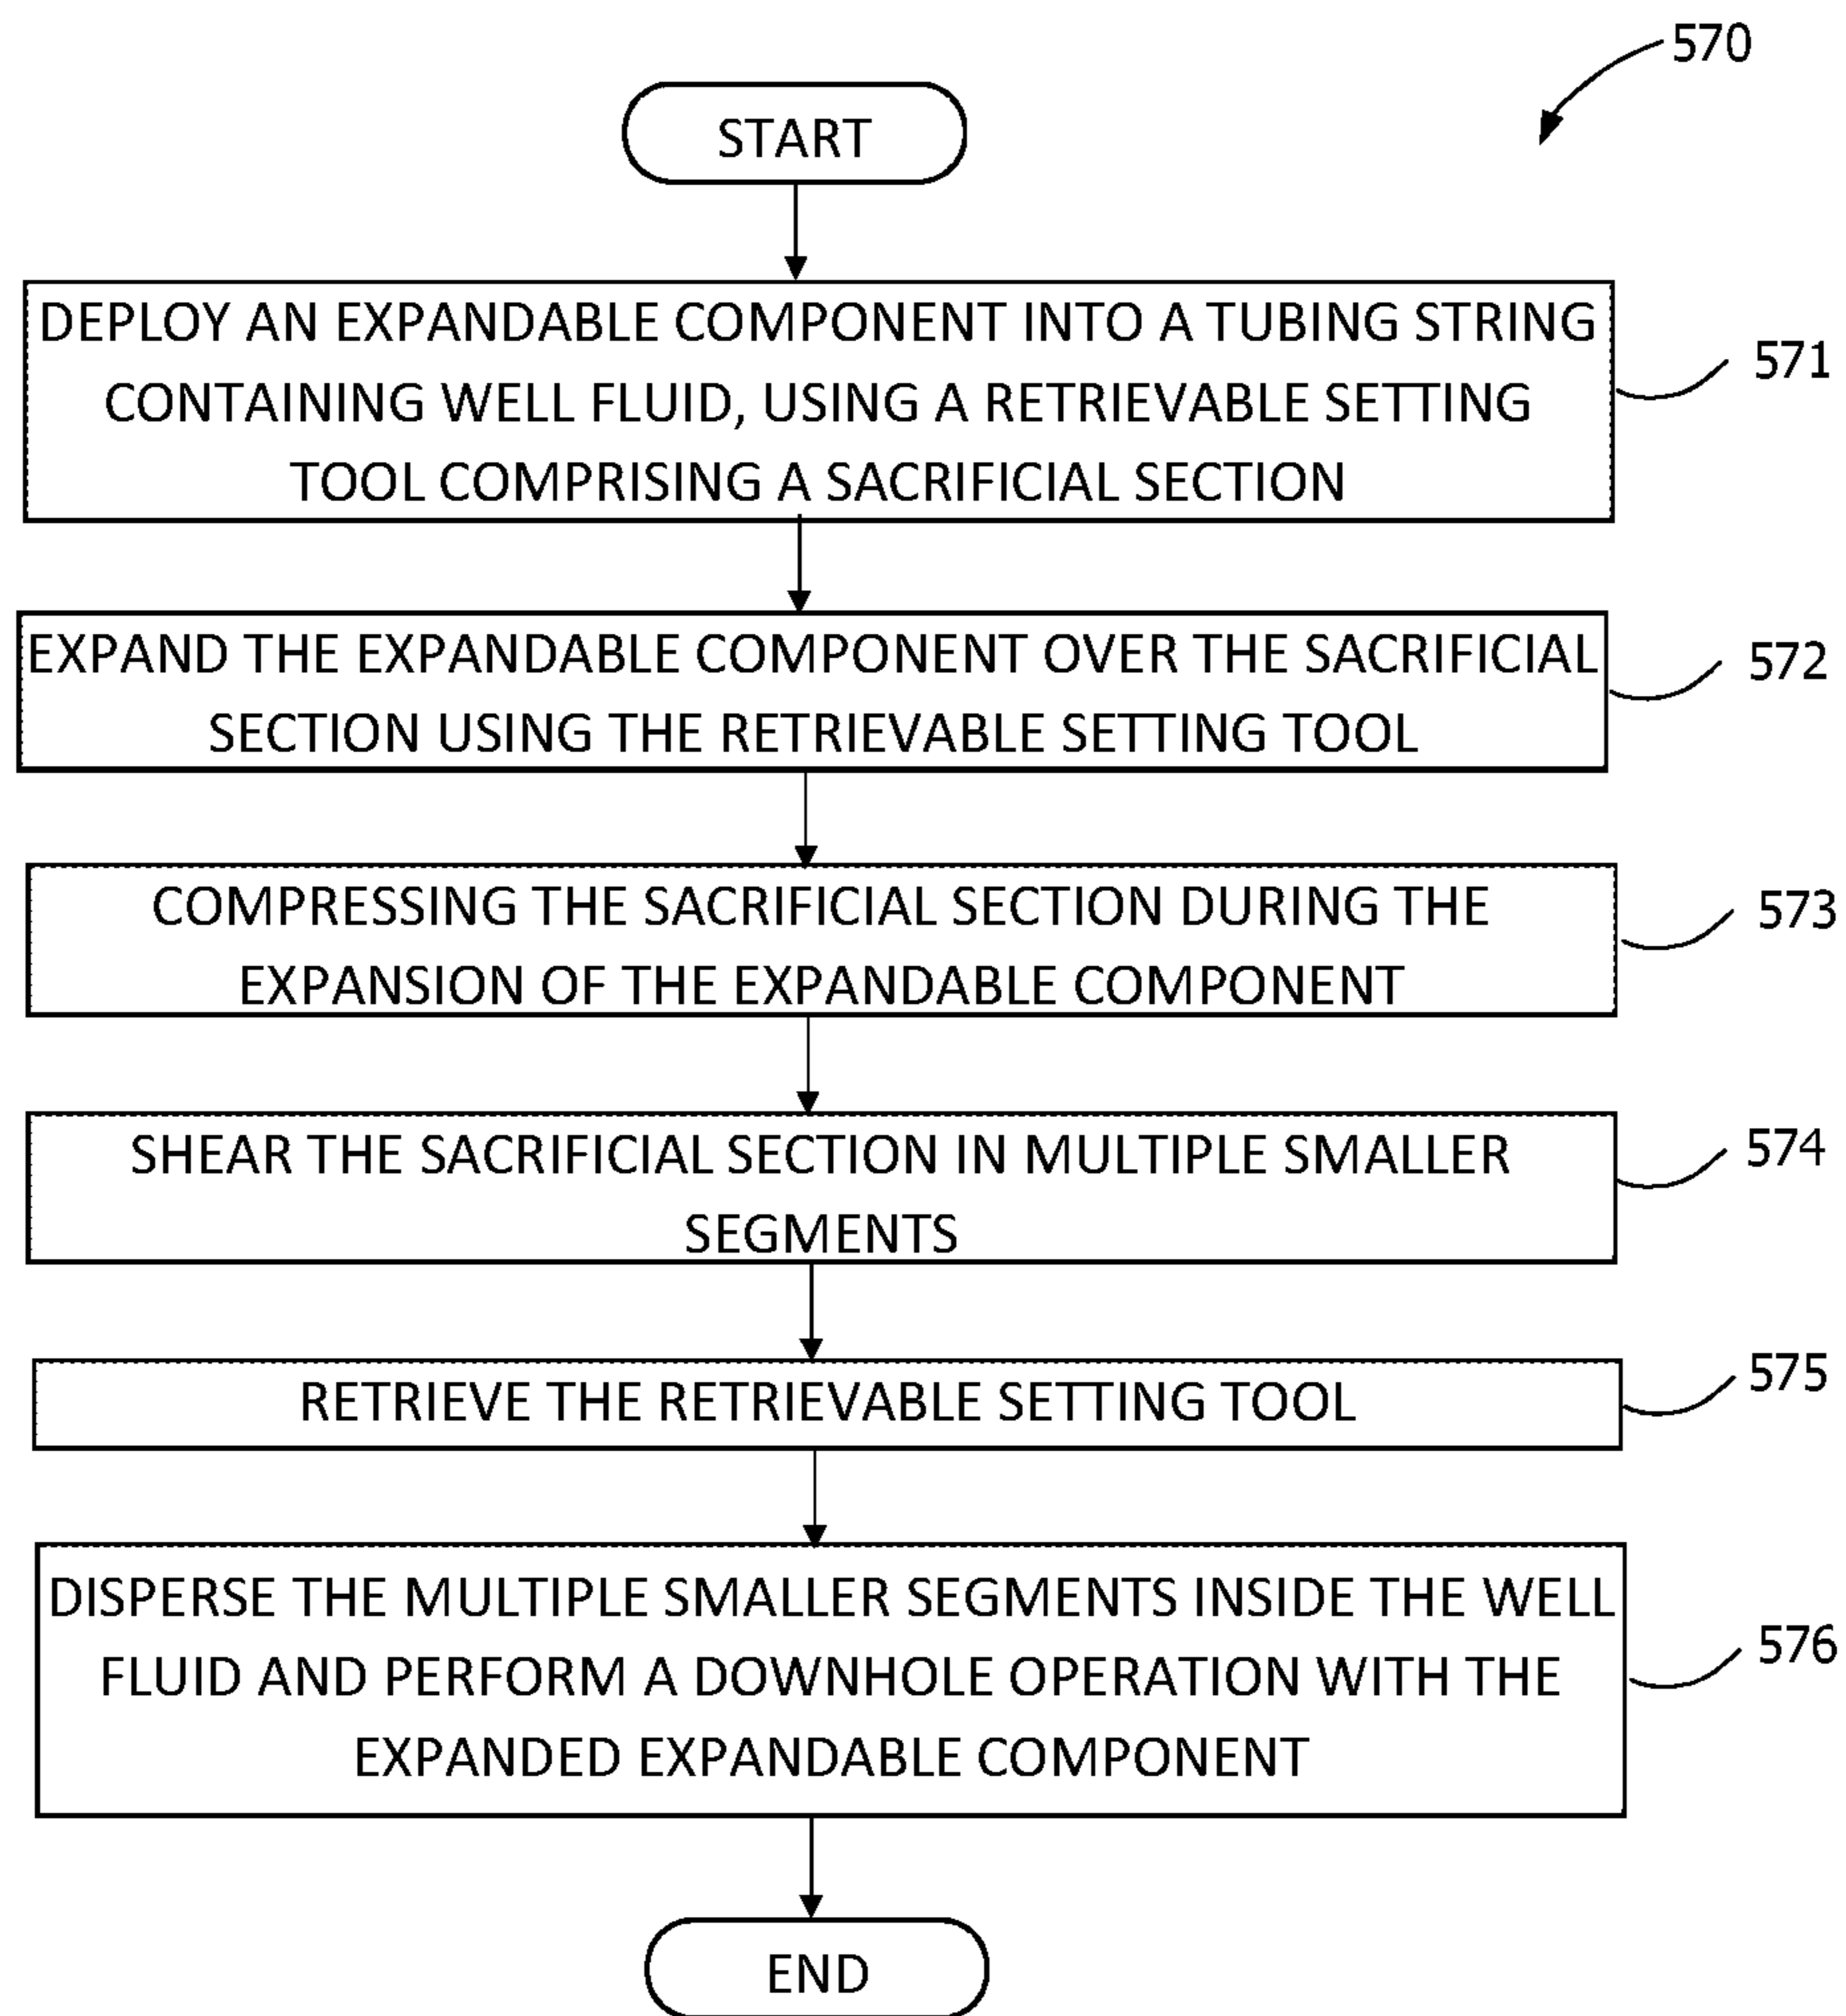 570
START
DEPLOY AN EXPANDABLE COMPONENT INTO A TUBING STRING
CONTAINING WELL FLUID, USING A RETRIEVABLE SETTING
TOOL COMPRISING A SACRIFICIAL SECTION
571
EXPAND THE EXPANDABLE COMPONENT OVER THE SACRIFICIAL
SECTION USING THE RETRIEVABLE SETTING TOOL
572
COMPRESSING THE SACRIFICIAL SECTION DURING THE
EXPANSION OF THE EXPANDABLE COMPONENT
573
SHEAR THE SACRIFICIAL SECTION IN MULTIPLE SMALLER
SEGMENTS
574
RETRIEVE THE RETRIEVABLE SETTING TOOL
575
DISPERSE THE MULTIPLE SMALLER SEGMENTS INSIDE THE WELL
FLUID AND PERFORM A DOWNHOLE OPERATION WITH THE
EXPANDED EXPANDABLE COMPONENT
576
END